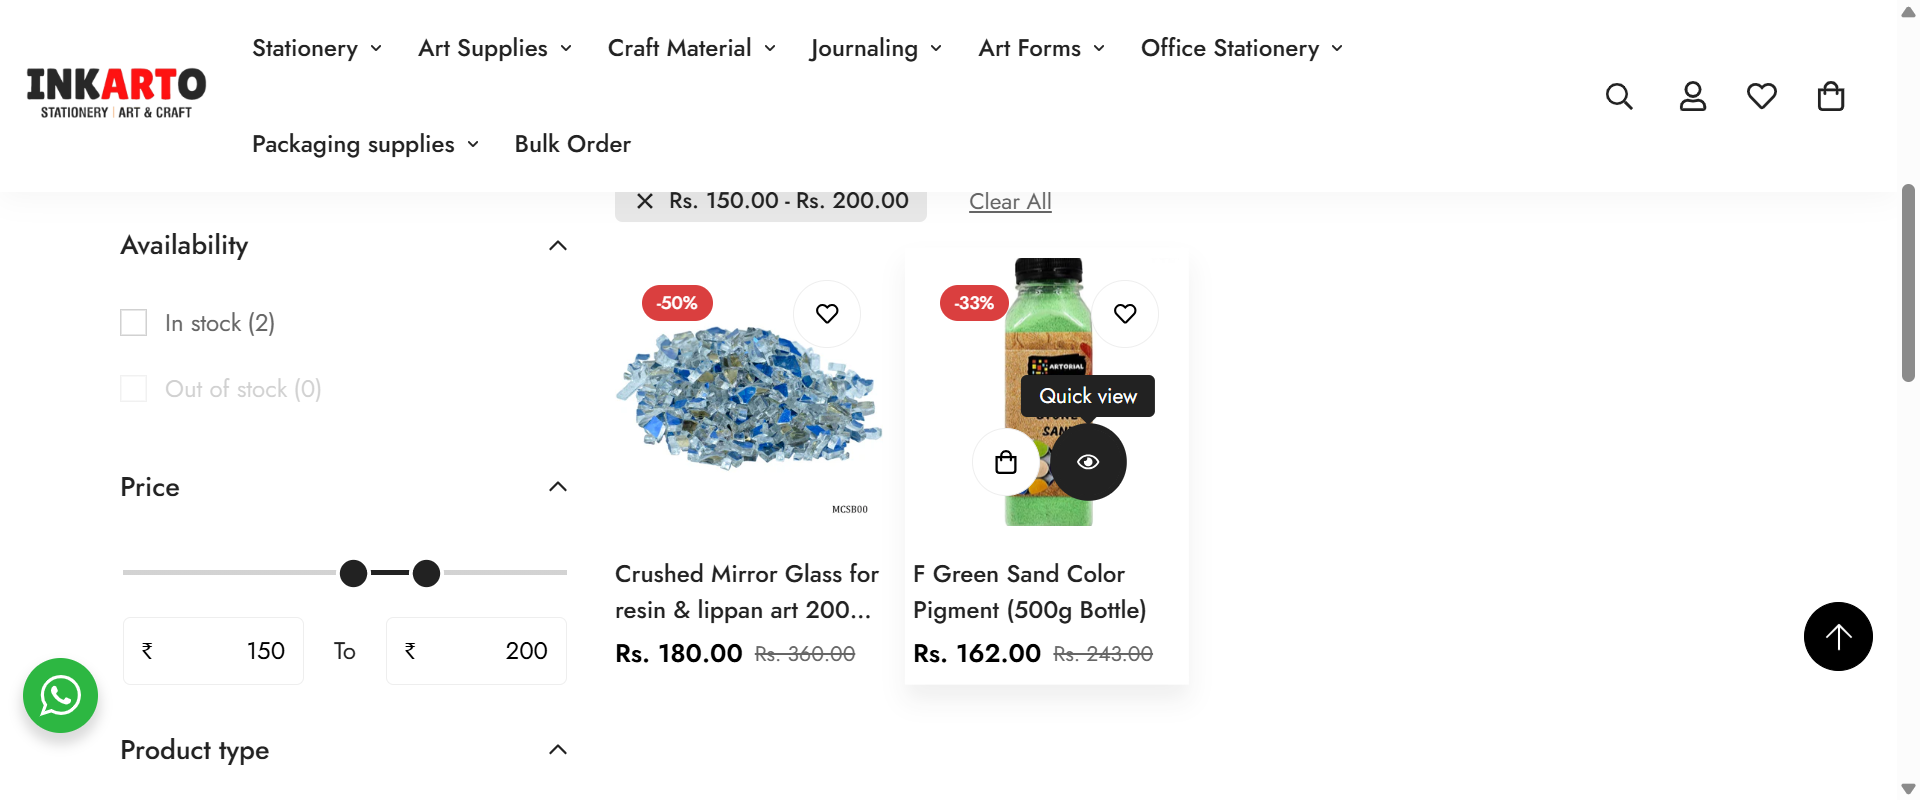 Stationery
Art Supplies
Craft Material
Journaling
Art Forms
Office Stationery
INKARTO
STATIONERY | ART & CRAFT
Packaging supplies
Bulk Order
Rs. 150.00 - Rs. 200.00
Clear All
Availability
In stock (2)
Out of stock (0)
Price
₹ 150 To ₹ 200
Product type
-50%
MCSB00
Crushed Mirror Glass for
resin & lippan art 200...
Rs. 180.00 Rs. 360.00
-33%
ARTORIAL
Quick view
SAND
F Green Sand Color
Pigment (500g Bottle)
Rs. 162.00 Rs. 243.00